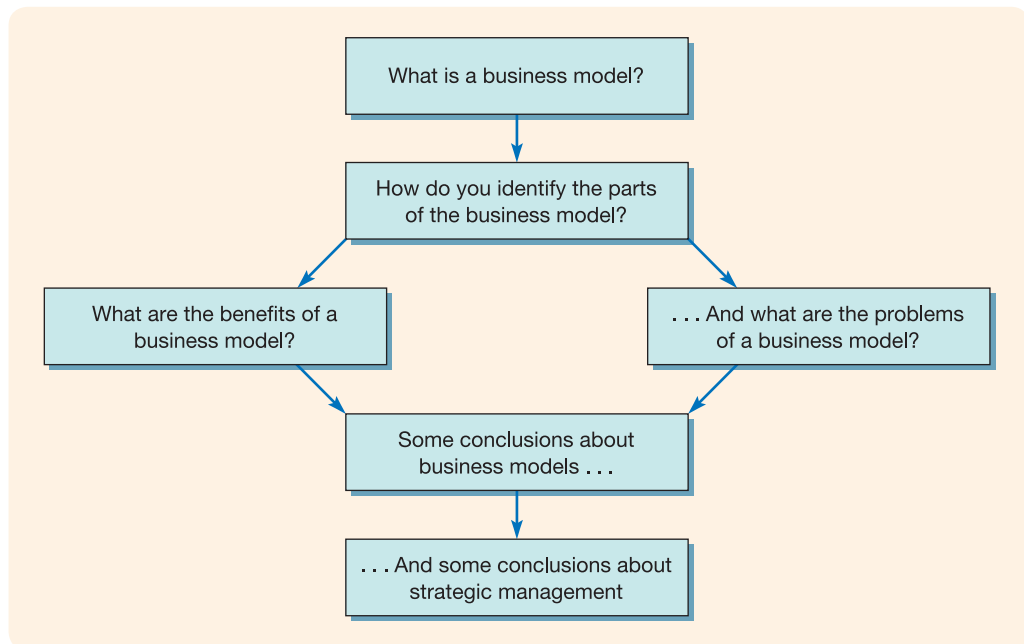 What is a business model?
How do you identify the parts
of the business model?
What are the benefits of a
business model?
. . . And what are the problems
of a business model?
Some conclusions about
business models . . .
. . . And some conclusions about
strategic management